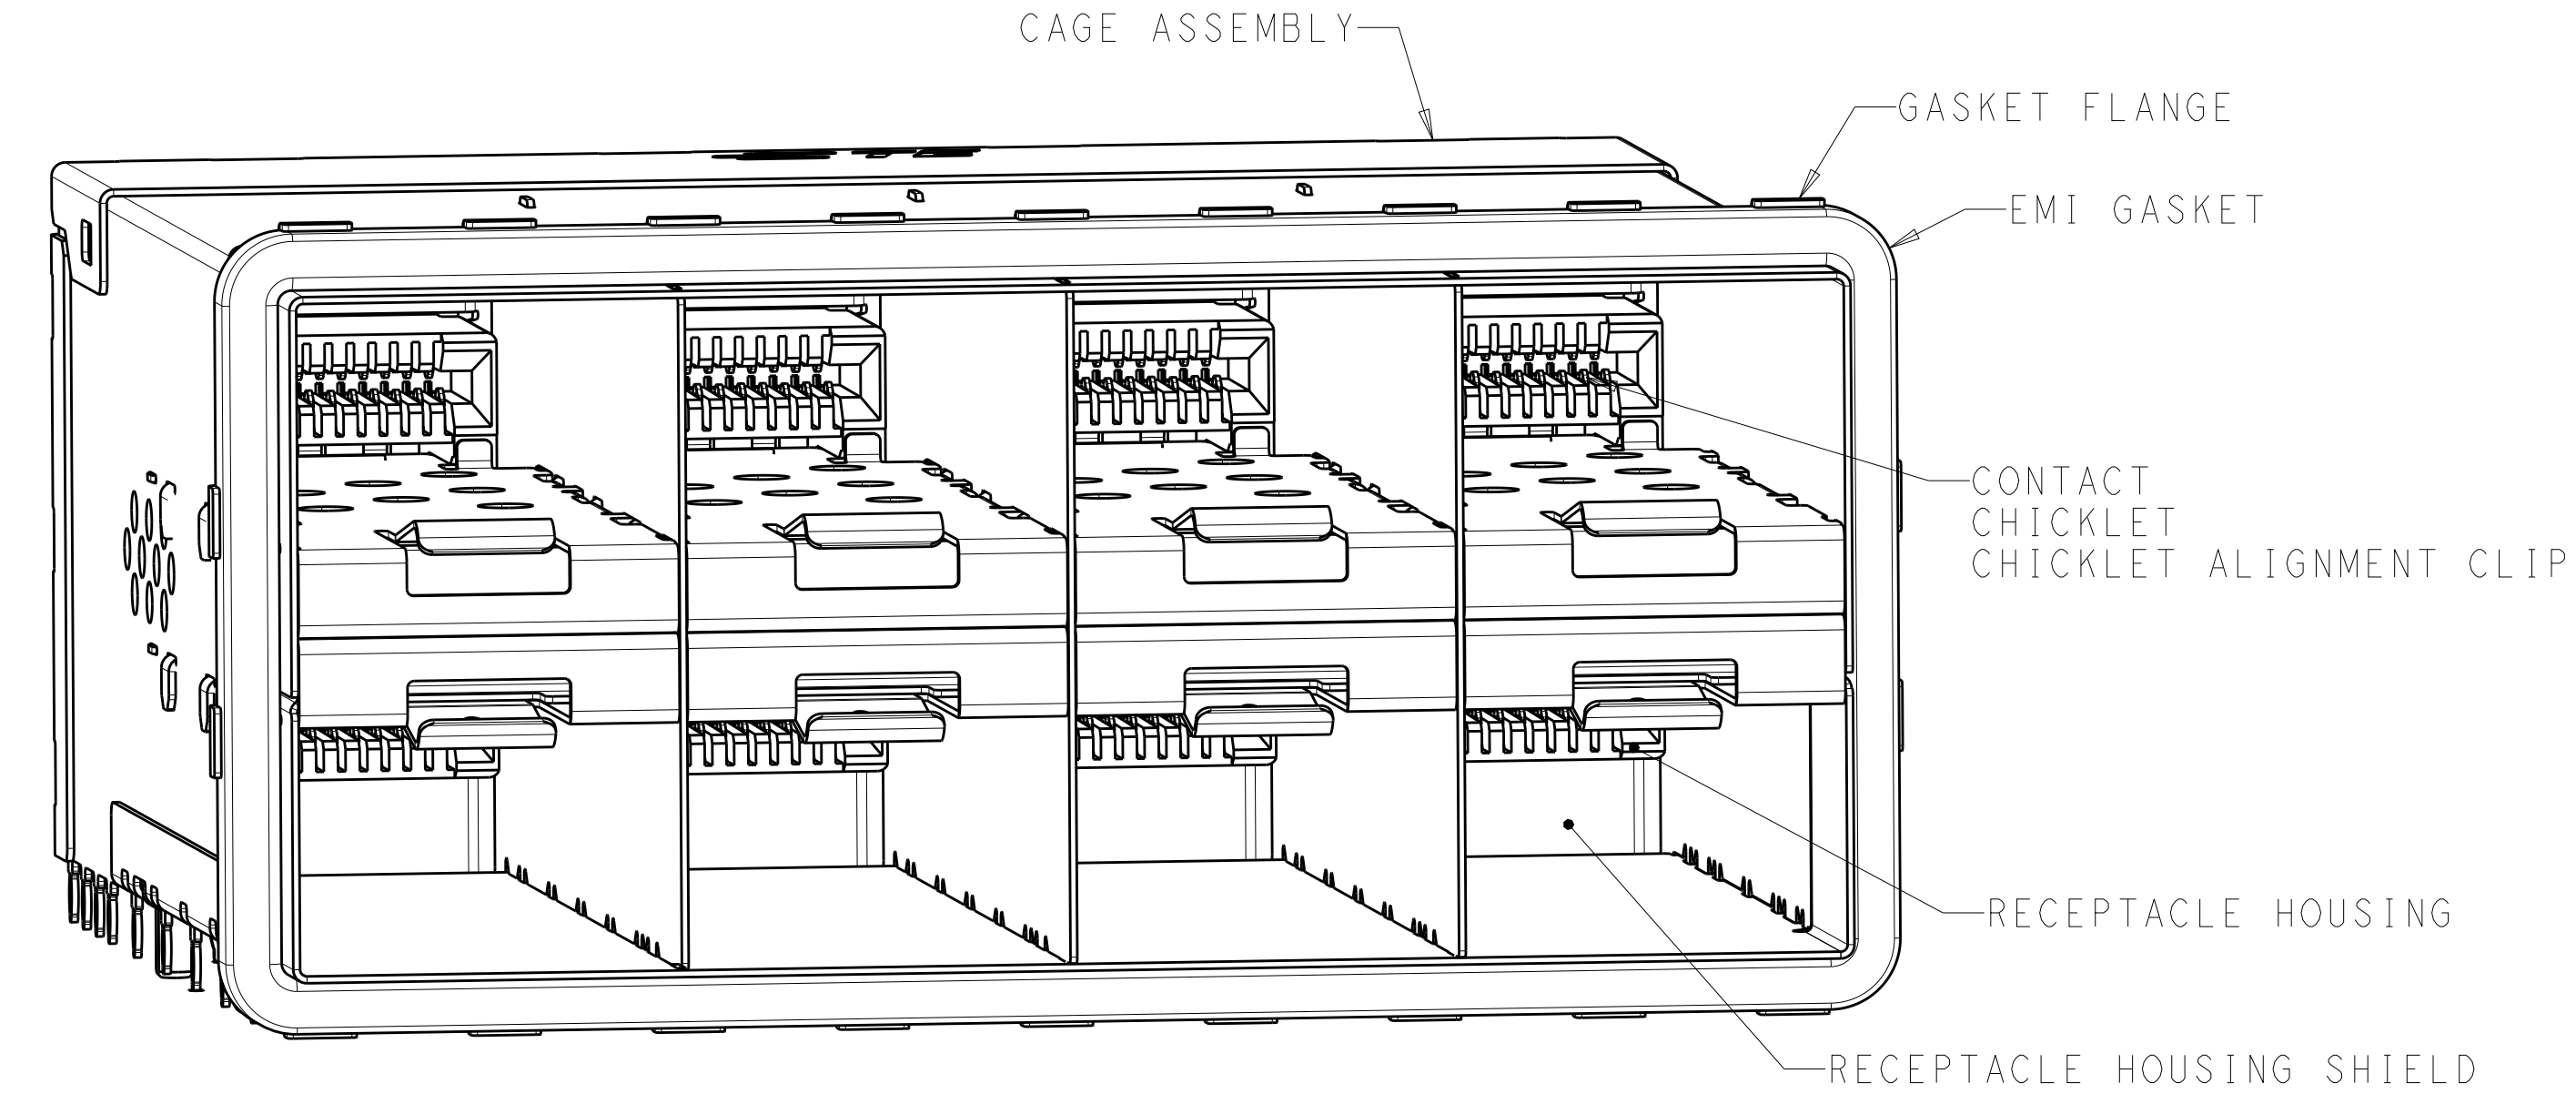 CAGE ASSEMBLY
GASKET FLANGE
EMI GASKET
CONTACT
CHICKLET
CHICKLET ALIGNMENT CLIP
RECEPTACLE HOUSING
RECEPTACLE HOUSING SHIELD